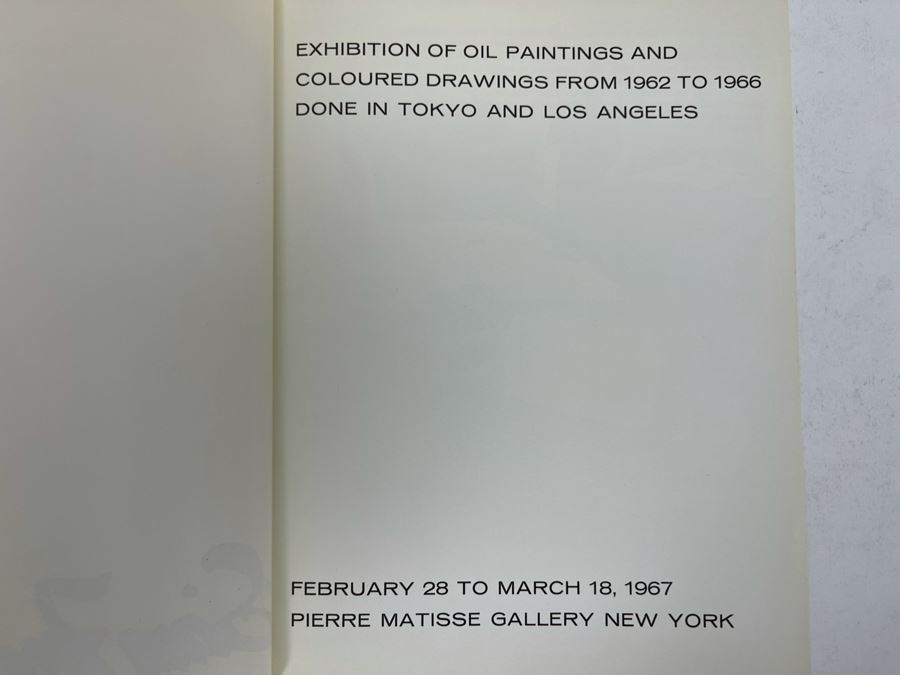 EXHIBITION OF OIL PAINTINGS AND
COLOURED DRAWINGS FROM 1962 TO 1966
DONE IN TOKYO AND LOS ANGELES
FEBRUARY 28 TO MARCH 18, 1967
PIERRE MATISSE GALLERY NEW YORK